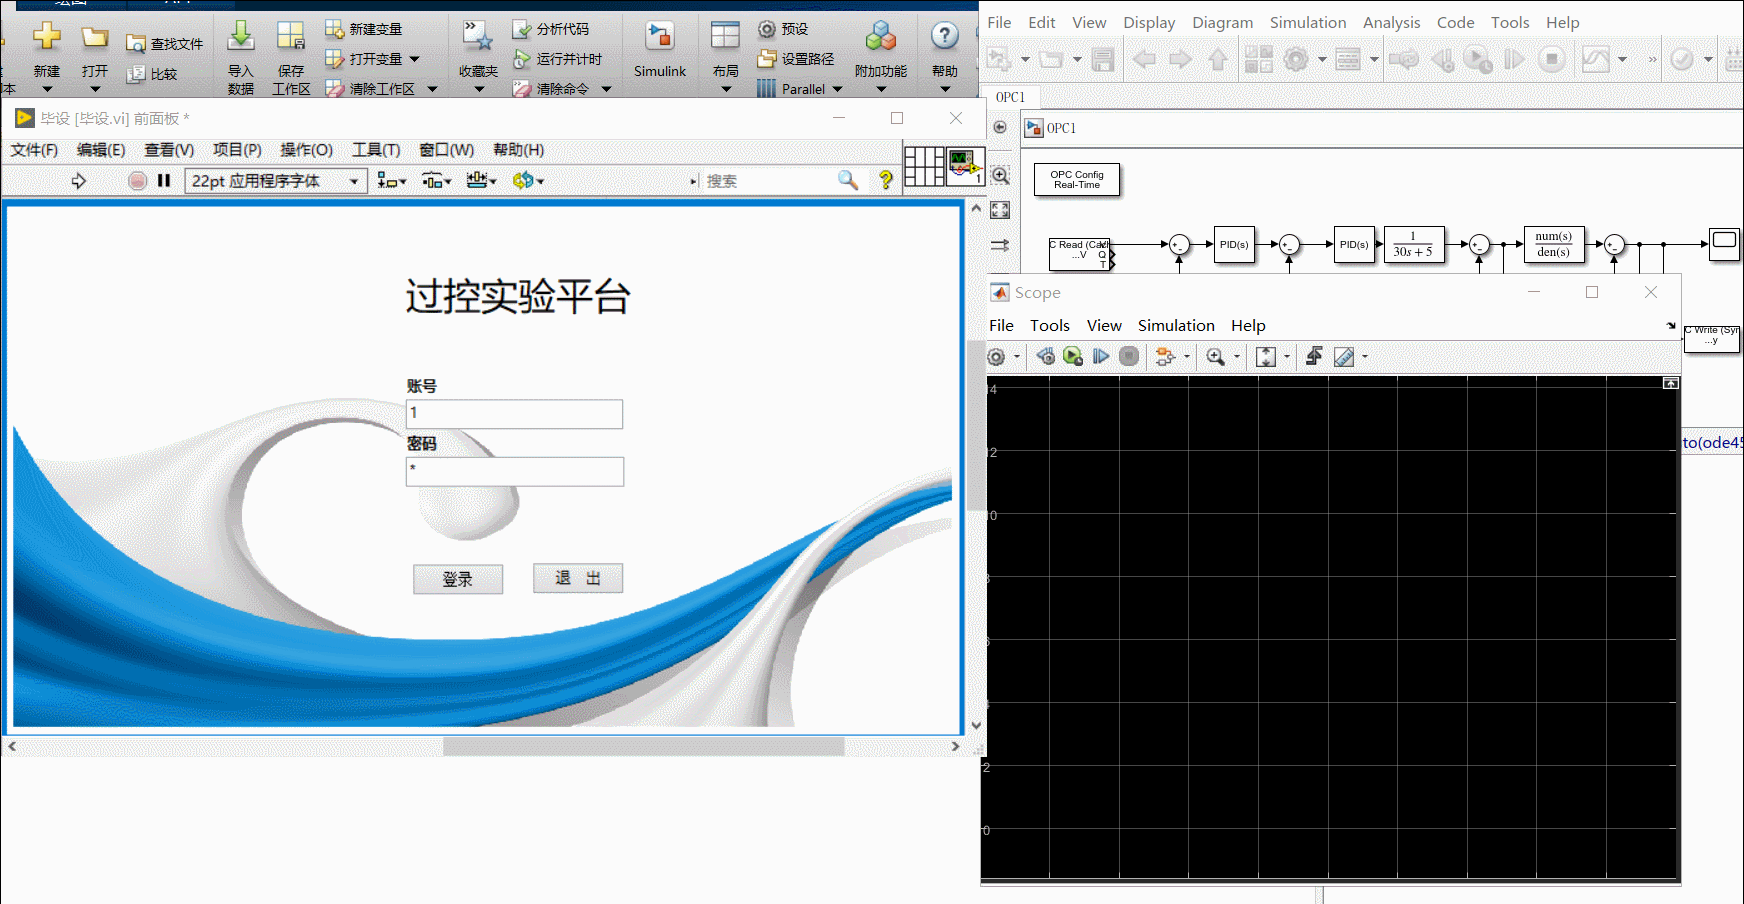 新建
打开
查找文件
比较
导入
数据
保存
工作区
新建变量
打开变量
清除工作区
收藏夹
分析代码
运行并计时
清除命令
Simulink
布局
预设
设置路径
Parallel
附加功能
帮助
毕设 [毕设.vi] 前面板 *
文件(F) 编辑(E) 查看(V) 项目(P) 操作(O) 工具(T) 窗口(W) 帮助(H)
22pt 应用程序字体
搜索
1
过控实验平台
账号
1
密码
*
登录
退 出
File Edit View Display Diagram Simulation Analysis Code Tools Help
OPC1
OPC1
OPC Config
Real-Time
C Read (Cach
...V
V
Q
T
PID(s)
PID(s)
1
30s + 5
num(s)
den(s)
C Write (Syn
...y
to(ode45
Scope
File Tools View Simulation Help
14
12
10
8
6
4
2
0